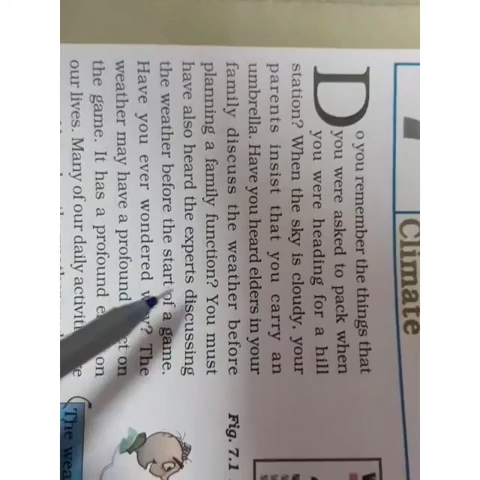 7
Climate
Do you remember the things that
you were asked to pack when
you were heading for a hill
station? When the sky is cloudy, your
parents insist that you carry an
umbrella. Have you heard elders in your
family discuss the weather before
planning a family function? You must
have also heard the experts discussing
the weather before the start of a game.
Have you ever wondered The
weather may have a profound on
the game. It has a profound on
our lives. Many of our daily
Fig. 7.1
The